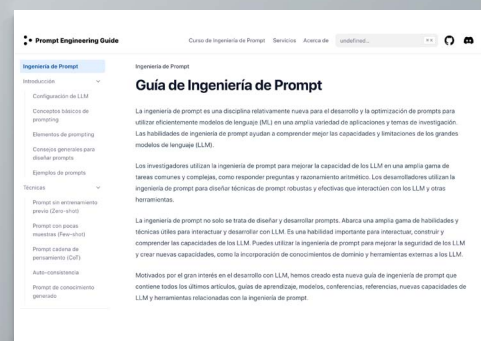 Prompt Engineering Guide
Curso de Ingeniería de Prompt Servicios Acerca de undefined...
Ingeniería de Prompt
Introducción
Configuración de LLM
Conceptos básicos de
prompting
Elementos de prompting
Consejos generales para
diseñar prompts
Ejemplos de prompts
Técnicas
Prompt sin entrenamiento
previo (Zero-shot)
Prompt con pocas
muestras (Few-shot)
Prompt cadena de
pensamiento (CoT)
Auto-consistencia
Prompt de conocimiento
generado
Ingeniería de Prompt
Guía de Ingeniería de Prompt
La ingeniería de prompt es una disciplina relativamente nueva para el desarrollo y la optimización de prompts para
utilizar eficientemente modelos de lenguaje (ML) en una amplia variedad de aplicaciones y temas de investigación.
Las habilidades de ingeniería de prompt ayudan a comprender mejor las capacidades y limitaciones de los grandes
modelos de lenguaje (LLM).
Los investigadores utilizan la ingeniería de prompt para mejorar la capacidad de los LLM en una amplia gama de
tareas comunes y complejas, como responder preguntas y razonamiento aritmético. Los desarrolladores utilizan la
ingeniería de prompt para diseñar técnicas de prompt robustas y efectivas que interactúen con los LLM y otras
herramientas.
La ingeniería de prompt no solo se trata de diseñar y desarrollar prompts. Abarca una amplia gama de habilidades y
técnicas útiles para interactuar y desarrollar con LLM. Es una habilidad importante para interactuar, construir y
comprender las capacidades de los LLM. Puedes utilizar la ingeniería de prompt para mejorar la seguridad de los LLM
y crear nuevas capacidades, como la incorporación de conocimientos de dominio y herramientas externas a los LLM.
Motivados por el gran interés en el desarrollo con LLM, hemos creado esta nueva guía de ingeniería de prompt que
contiene todos los últimos artículos, guías de aprendizaje, modelos, conferencias, referencias, nuevas capacidades de
LLM y herramientas relacionadas con la ingeniería de prompt.